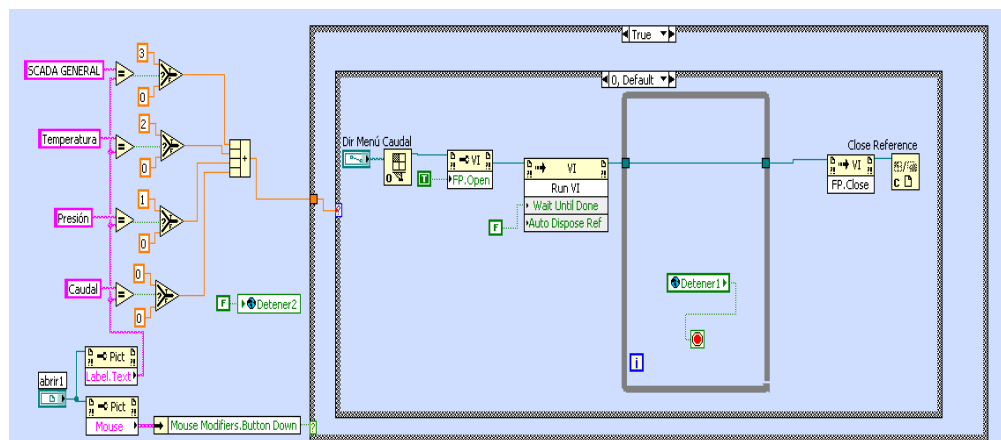 True
0, Default
SCADA GENERAL
=
?
3
0
Temperatura
=
?
2
0
+
Presión
=
?
1
0
Caudal
=
?
0
0
F
Detener2
abrir1
Pict
Label.Text
Pict
Mouse
Mouse Modifiers.Button Down
?
Dir Menú Caudal
VI
T
FP.Open
VI
Run VI
Wait Until Done
Auto Dispose Ref
F
Detener1
i
Close Reference
VI
FP.Close
C